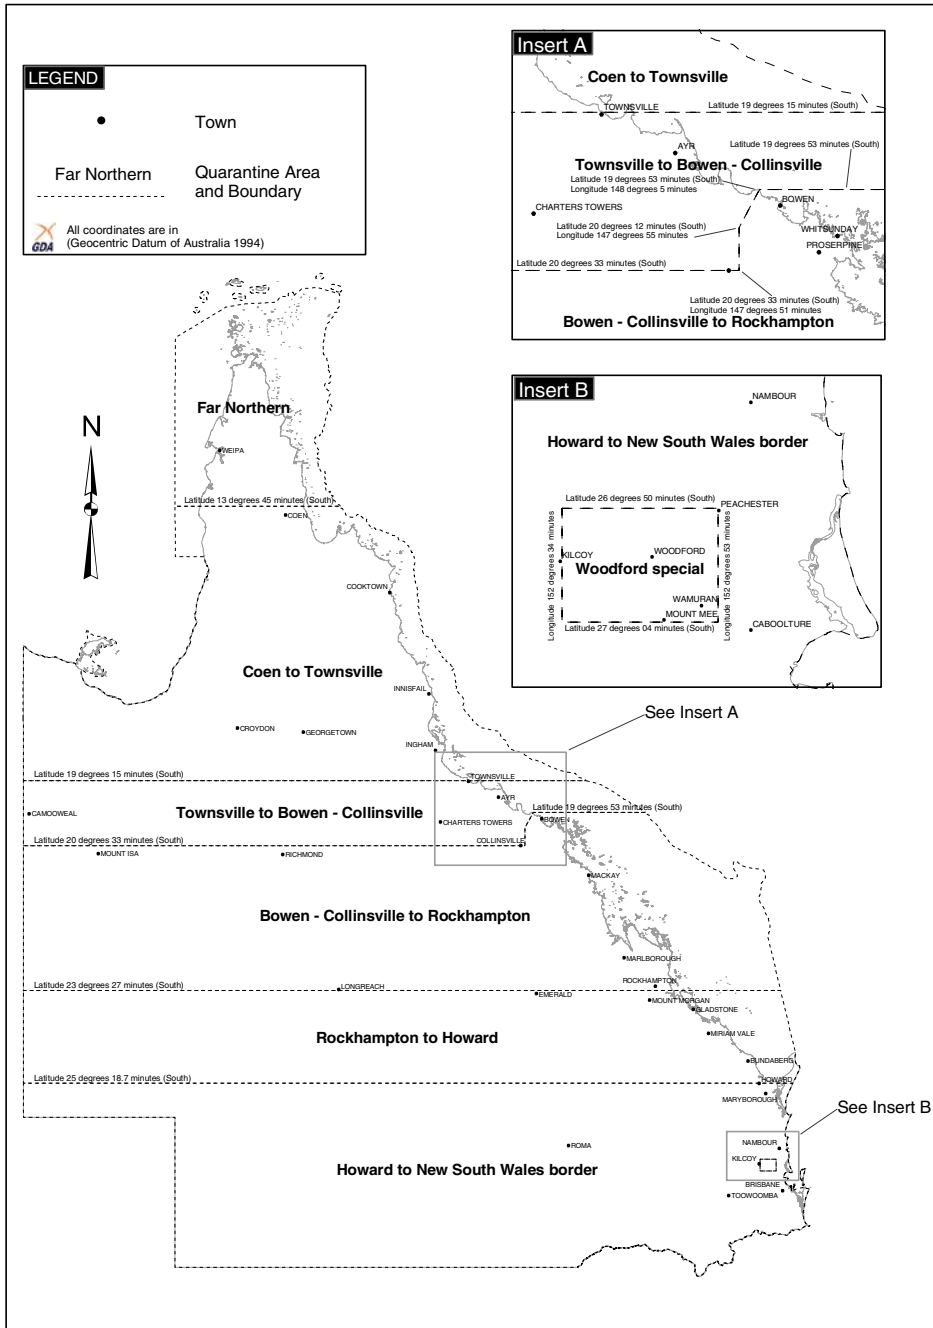 LEGEND
Town
Far Northern
Quarantine Area
and Boundary
GDA
All coordinates are in
(Geocentric Datum of Australia 1994)
Insert A
Coen to Townsville
TOWNSVILLE
Latitude 19 degrees 15 minutes (South)
AYR
Latitude 19 degrees 53 minutes (South)
Townsville to Bowen - Collinsville
Latitude 19 degrees 53 minutes (South)
Longitude 148 degrees 5 minutes
CHARTERS TOWERS
BOWEN
Latitude 20 degrees 12 minutes (South)
Longitude 147 degrees 55 minutes
WHITSUNDAY
PROSERPINE
Latitude 20 degrees 33 minutes (South)
Latitude 20 degrees 33 minutes (South)
Longitude 147 degrees 51 minutes
Bowen - Collinsville to Rockhampton
Insert B
NAMBOUR
Howard to New South Wales border
Latitude 26 degrees 50 minutes (South)
PEACHESTER
Longitude 152 degrees 34 minutes
Longitude 152 degrees 53 minutes
KILCOY
WOODFORD
Woodford special
WAMURAN
MOUNT MEE
Latitude 27 degrees 04 minutes (South)
CABOOLTURE
N
Far Northern
WEIPA
Latitude 13 degrees 45 minutes (South)
COEN
COOKTOWN
Coen to Townsville
INNISFAIL
See Insert A
CROYDON
GEORGETOWN
INGHAM
Latitude 19 degrees 15 minutes (South)
TOWNSVILLE
AYR
Latitude 19 degrees 53 minutes (South)
CAMOOWEAL
Townsville to Bowen - Collinsville
CHARTERS TOWERS
BOWEN
Latitude 20 degrees 33 minutes (South)
COLLINSVILLE
MOUNT ISA
RICHMOND
MACKAY
Bowen - Collinsville to Rockhampton
MARLBOROUGH
Latitude 23 degrees 27 minutes (South)
LONGREACH
ROCKHAMPTON
EMERALD
MOUNT MORGAN
GLADSTONE
Rockhampton to Howard
MIRIAM VALE
BUNDABERG
Latitude 25 degrees 18.7 minutes (South)
HOWARD
MARYBOROUGH
See Insert B
ROMA
NAMBOUR
KILCOY
Howard to New South Wales border
BRISBANE
TOOWOOMBA